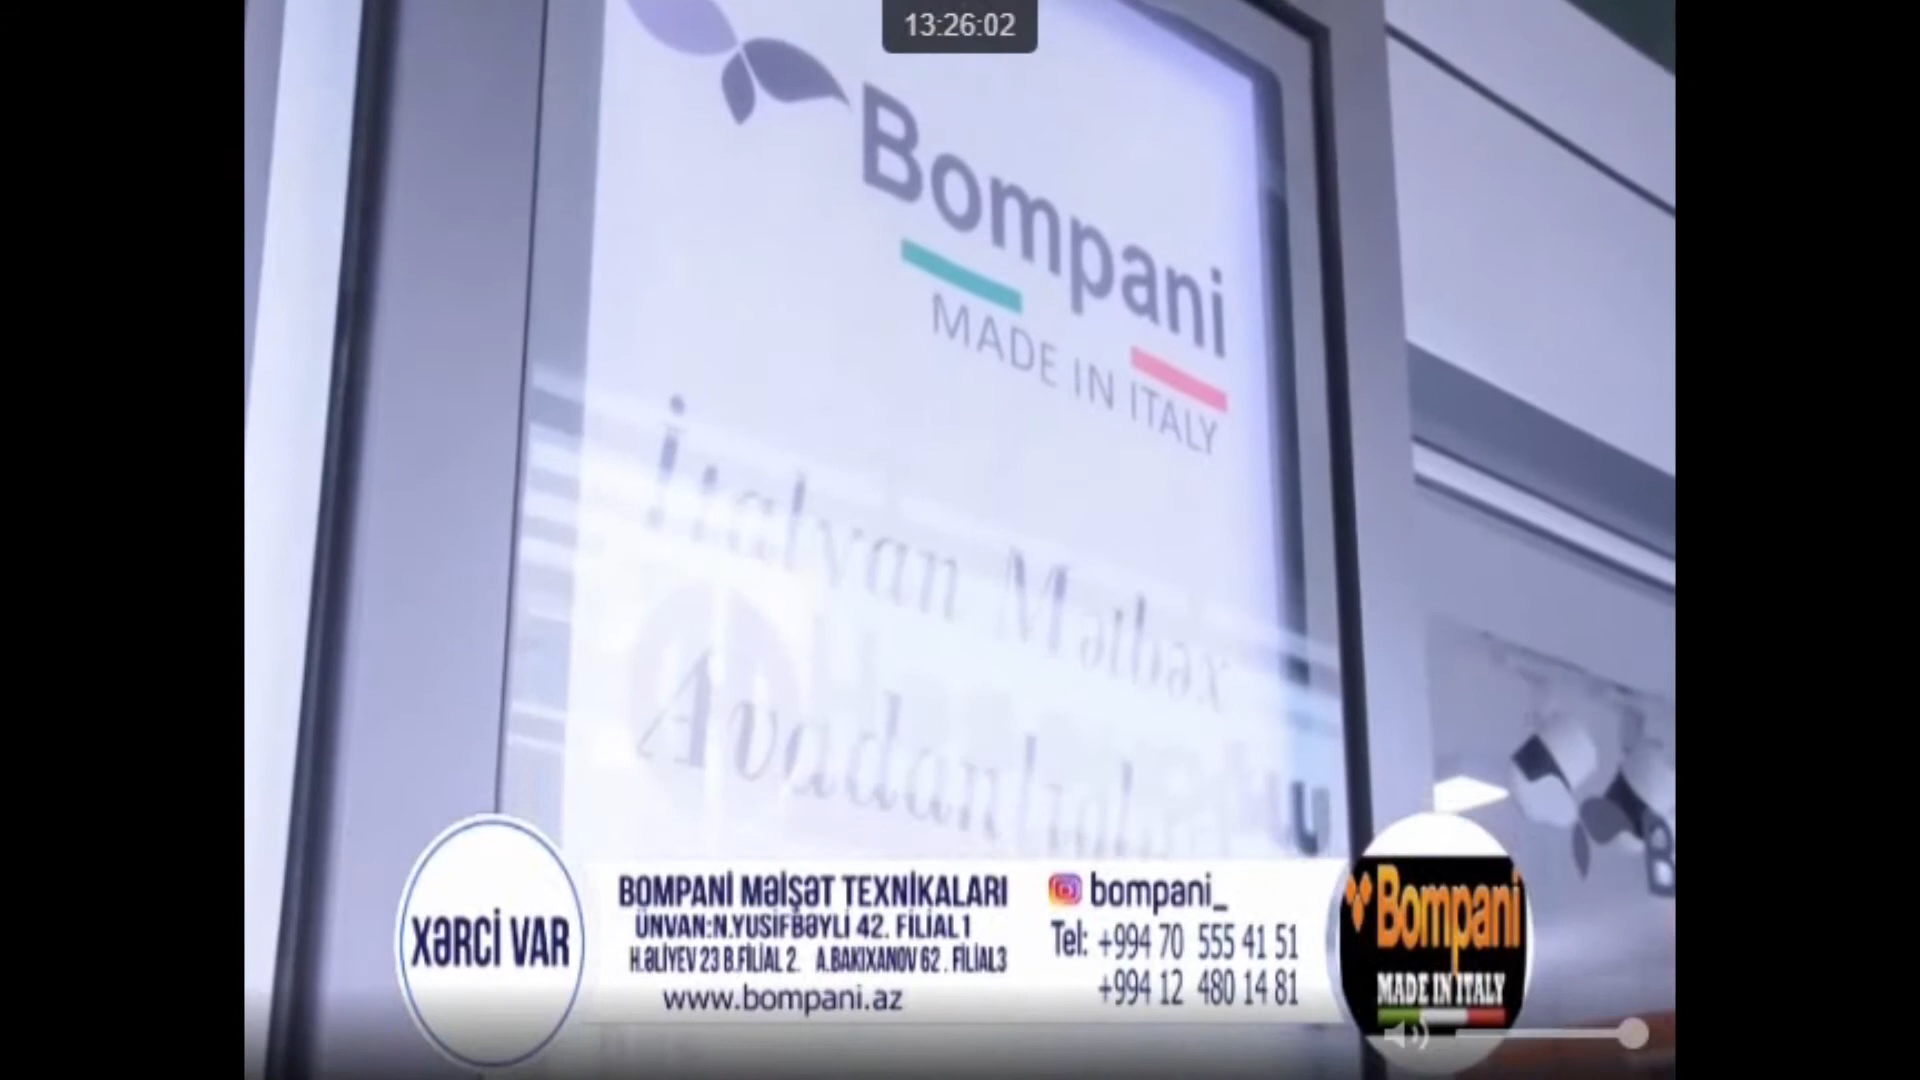 13:26:02
Bompani
MADE IN ITALY
İtalyan Mətbəx
XƏRCİ VAR
BOMPANİ MƏİŞƏT TEXNİKALARI
ÜNVAN:N.YUSİFBƏYLİ 42. FİLİAL 1
H.ƏLİYEV 23 B.FİLİAL 2. A.BAKIXANOV 62 . FİLİAL3
www.bompani.az
bompani_
Tel: +994 70 555 41 51
+994 12 480 14 81
Bompani
MADE IN ITALY